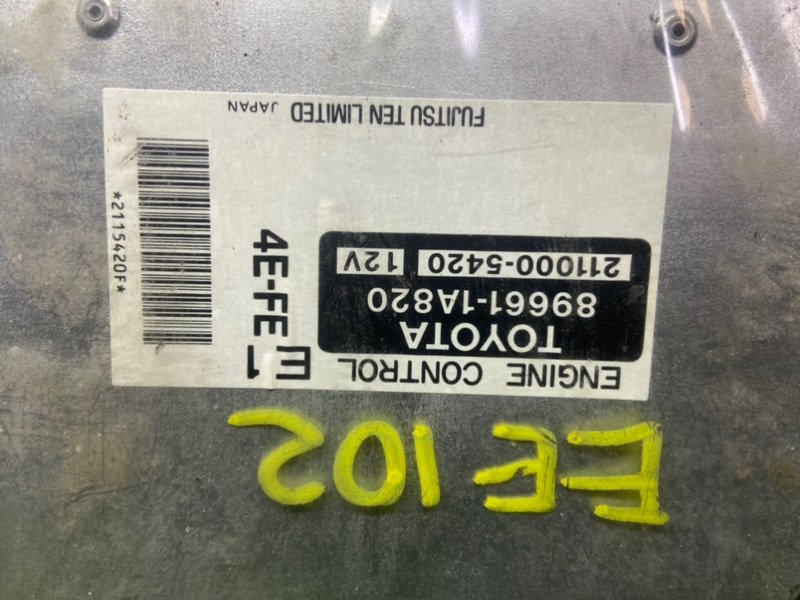 EE102
ENGINE CONTROL
TOYOTA
89661-1A820
211000-5420 12V
E1
4E-FE
FUJITSU TEN LIMITED JAPAN
*2115420F*